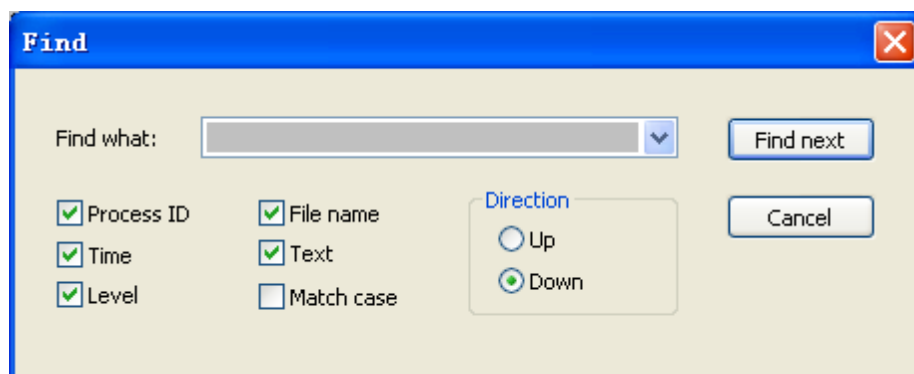 Find
Find what:
Find next
Process ID
File name
Direction
Cancel
Up
Time
Text
Down
Level
Match case